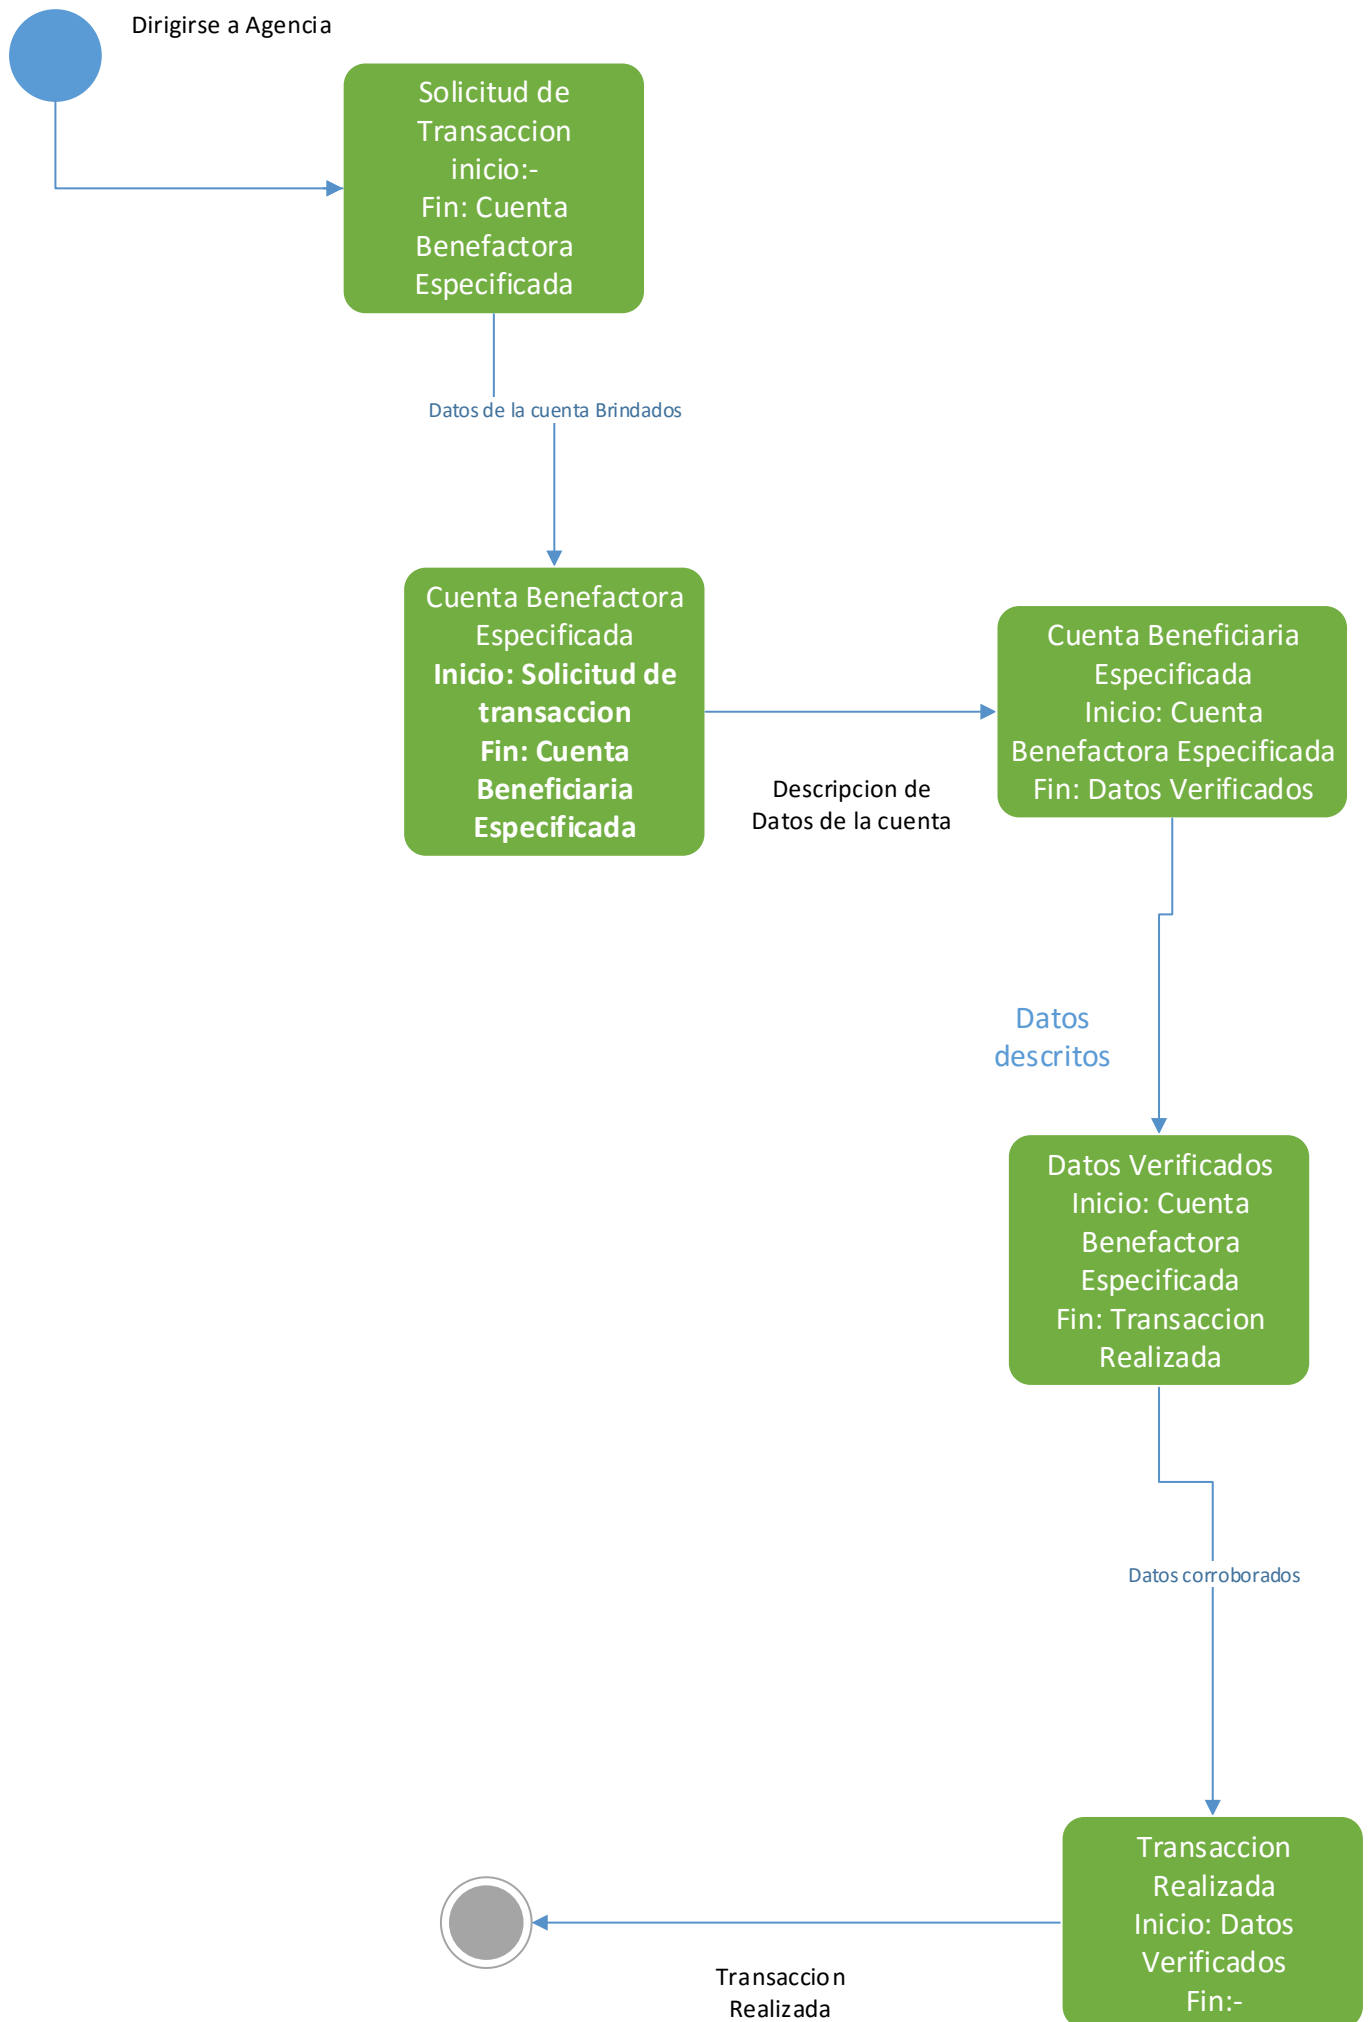 Dirigirse a Agencia
Solicitud de
Transaccion
inicio:-
Fin: Cuenta
Benefactora
Especificada
Datos de la cuenta Brindados
Cuenta Benefactora
Especificada
Inicio: Solicitud de
transaccion
Fin: Cuenta
Beneficiaria
Especificada
Descripcion de
Datos de la cuenta
Cuenta Beneficiaria
Especificada
Inicio: Cuenta
Benefactora Especificada
Fin: Datos Verificados
Datos
descritos
Datos Verificados
Inicio: Cuenta
Benefactora
Especificada
Fin: Transaccion
Realizada
Datos corroborados
Transaccion
Realizada
Inicio: Datos
Verificados
Fin:-
Transaccion
Realizada